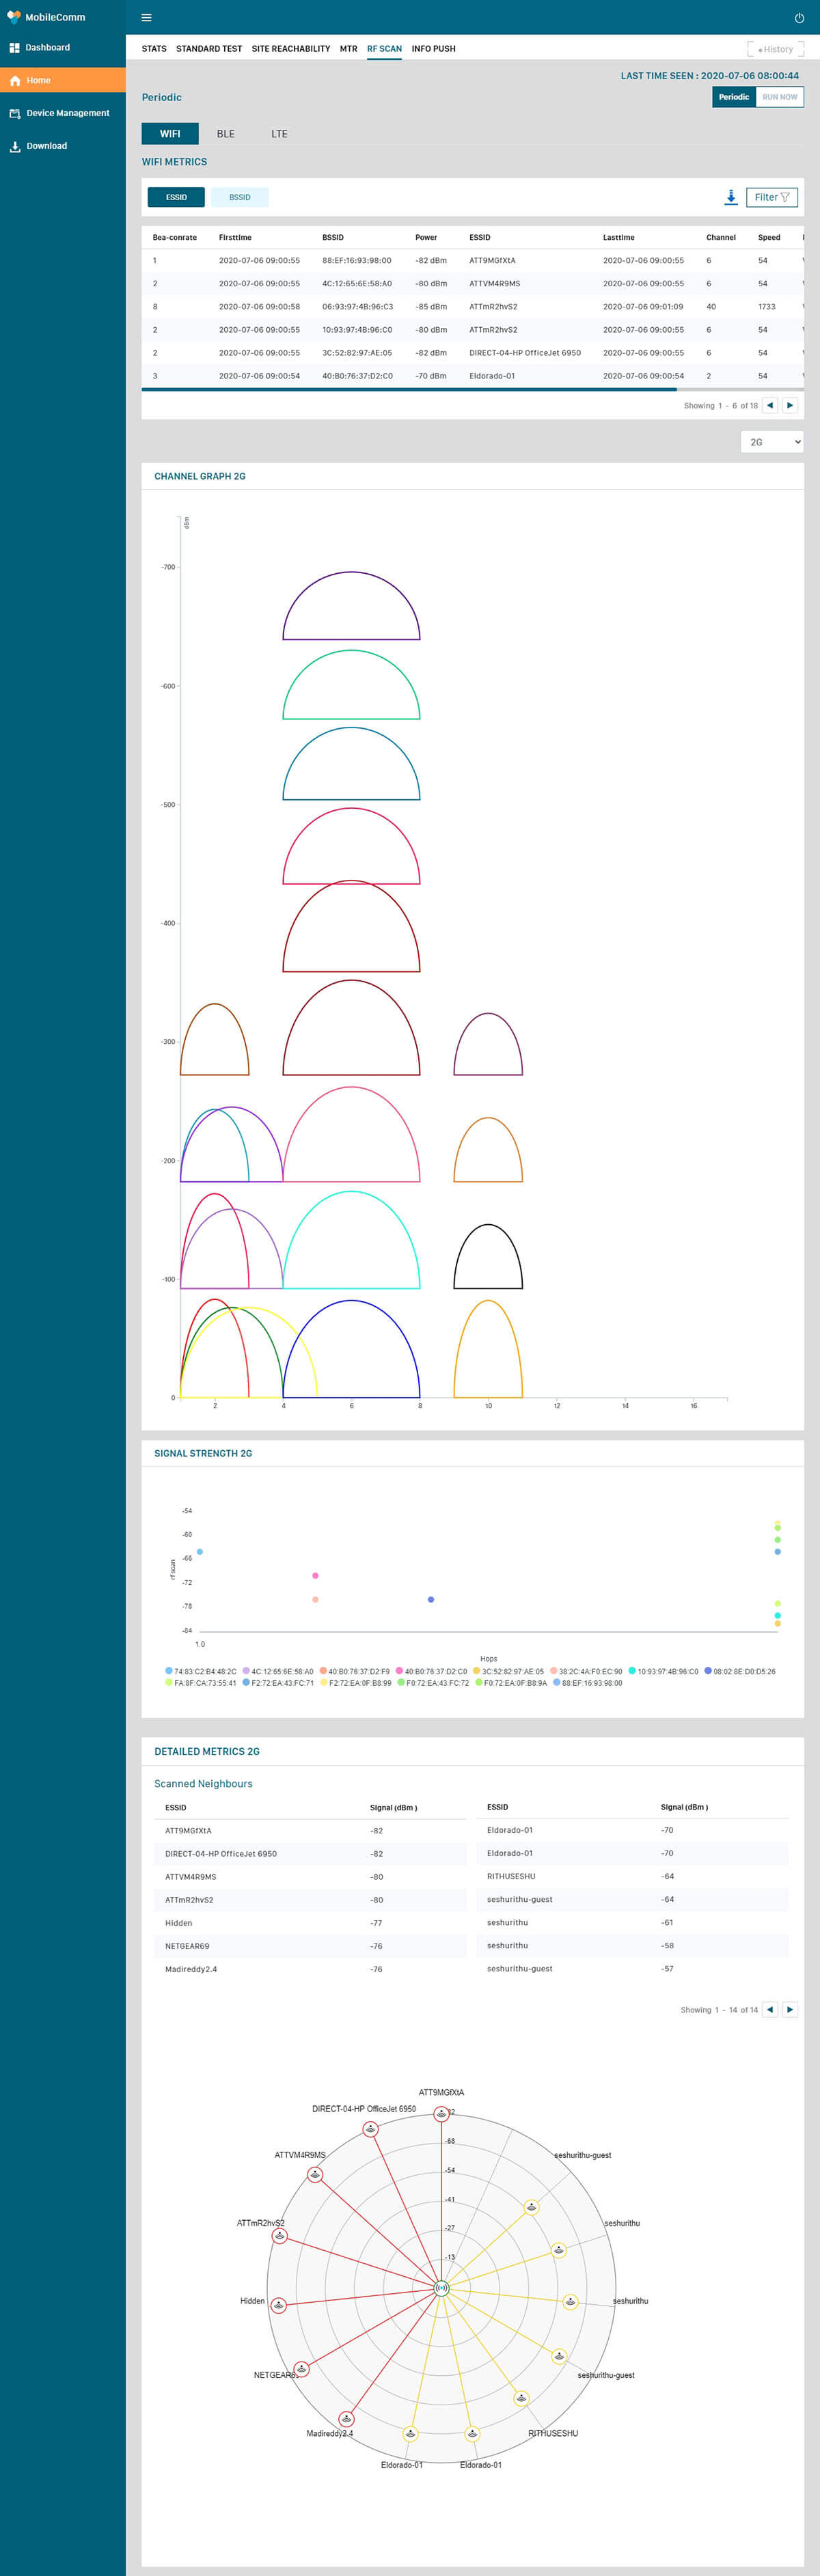 MobileComm
Dashboard
Home
Device Management
Download
STATS STANDARD TEST SITE REACHABILITY MTR RF SCAN INFO PUSH
History
LAST TIME SEEN : 2020-07-06 08:00:44
Periodic
Periodic RUN NOW
WIFI BLE LTE
WIFI METRICS
ESSID BSSID
Filter
Bea-conrate Firsttime BSSID Power ESSID Lasttime Channel Speed
1 2020-07-06 09:00:55 88:EF:16:93:98:00 -82 dBm ATT9MGfXtA 2020-07-06 09:00:55 6 54
2 2020-07-06 09:00:55 4C:12:65:6E:58:A0 -80 dBm ATTVM4R9MS 2020-07-06 09:00:55 6 54
8 2020-07-06 09:00:58 06:93:97:4B:96:C3 -85 dBm ATTmR2hvS2 2020-07-06 09:01:09 40 1733
2 2020-07-06 09:00:55 10:93:97:4B:96:C0 -80 dBm ATTmR2hvS2 2020-07-06 09:00:55 6 54
2 2020-07-06 09:00:55 3C:52:82:97:AE:05 -82 dBm DIRECT-04-HP OfficeJet 6950 2020-07-06 09:00:55 6 54
3 2020-07-06 09:00:54 40:B0:76:37:D2:C0 -70 dBm Eldorado-01 2020-07-06 09:00:54 2 54
Showing 1 - 6 of 18
2G
CHANNEL GRAPH 2G
dBm
-700
-600
-500
-400
-300
-200
-100
0
2 4 6 8 10 12 14 16
SIGNAL STRENGTH 2G
rf scan
-54
-60
-66
-72
-78
-84
1.0
Hops
74:83:C2:B4:48:2C 4C:12:65:6E:58:A0 40:B0:76:37:D2:F9 40:B0:76:37:D2:C0 3C:52:82:97:AE:05 38:2C:4A:F0:EC:90 10:93:97:4B:96:C0 08:02:8E:D0:D5:26
FA:8F:CA:73:55:41 F2:72:EA:43:FC:71 F2:72:EA:0F:B8:99 F0:72:EA:43:FC:72 F0:72:EA:0F:B8:9A 88:EF:16:93:98:00
DETAILED METRICS 2G
Scanned Neighbours
ESSID Signal (dBm ) ESSID Signal (dBm )
ATT9MGfXtA -82 Eldorado-01 -70
DIRECT-04-HP OfficeJet 6950 -82 Eldorado-01 -70
ATTVM4R9MS -80 RITHUSESHU -64
ATTmR2hvS2 -80 seshurithu-guest -64
Hidden -77 seshurithu -61
NETGEAR69 -76 seshurithu -58
Madireddy2.4 -76 seshurithu-guest -57
Showing 1 - 14 of 14
ATT9MGfXtA
DIRECT-04-HP OfficeJet 6950
-68
ATTVM4R9MS seshurithu-guest
-54
-41
ATTmR2hvS2 seshurithu
-27
-13
Hidden seshurithu
NETGEAR6 seshurithu-guest
Madireddy2.4 RITHUSESHU
Eldorado-01 Eldorado-01